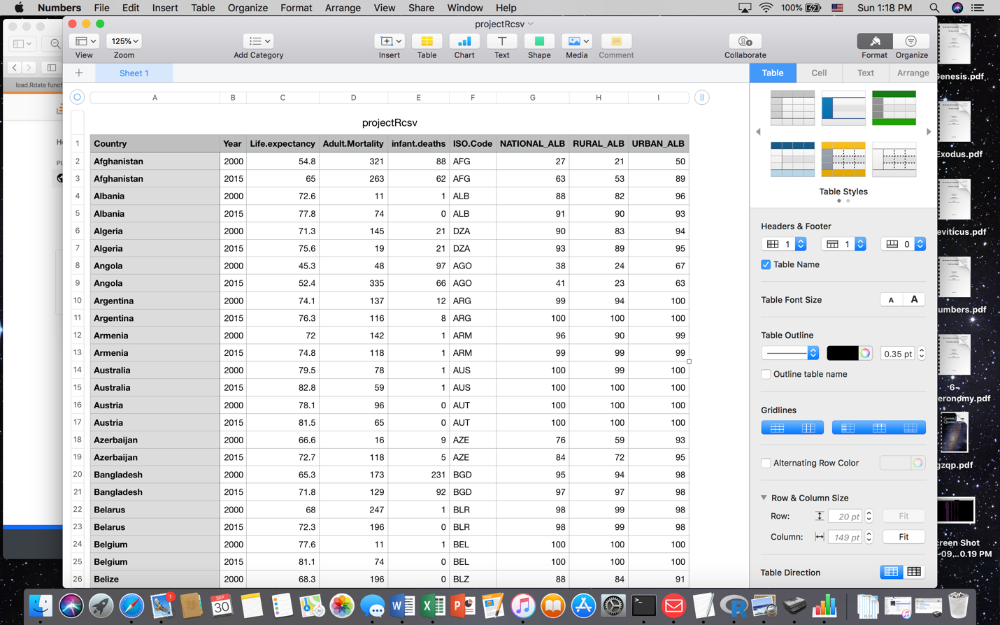 Numbers File Edit Insert Table Organize Format Arrange View Share Window Help 100% Sun 1:18 PM
projectRcsv
125%
View Zoom Add Category Insert Table Chart Text Shape Media Comment Collaborate Format Organize
Sheet 1
Table Cell Text Arrange
load.Rdata funct
A B C D E F G H I
projectRcsv
1 Country Year Life.expectancy Adult.Mortality infant.deaths ISO.Code NATIONAL_ALB RURAL_ALB URBAN_ALB
2 Afghanistan 2000 54.8 321 88 AFG 27 21 50
3 Afghanistan 2015 65 263 62 AFG 63 53 89
4 Albania 2000 72.6 11 1 ALB 88 82 96
5 Albania 2015 77.8 74 0 ALB 91 90 93
6 Algeria 2000 71.3 145 21 DZA 90 83 94
7 Algeria 2015 75.6 19 21 DZA 93 89 95
8 Angola 2000 45.3 48 97 AGO 38 24 67
9 Angola 2015 52.4 335 66 AGO 41 23 63
10 Argentina 2000 74.1 137 12 ARG 99 94 100
11 Argentina 2015 76.3 116 8 ARG 100 100 100
12 Armenia 2000 72 142 1 ARM 96 90 99
13 Armenia 2015 74.8 118 1 ARM 99 99 99
14 Australia 2000 79.5 78 1 AUS 100 99 100
15 Australia 2015 82.8 59 1 AUS 100 100 100
16 Austria 2000 78.1 96 0 AUT 100 100 100
17 Austria 2015 81.5 65 0 AUT 100 100 100
18 Azerbaijan 2000 66.6 16 9 AZE 76 59 93
19 Azerbaijan 2015 72.7 118 5 AZE 84 72 95
20 Bangladesh 2000 65.3 173 231 BGD 95 94 98
21 Bangladesh 2015 71.8 129 92 BGD 97 97 98
22 Belarus 2000 68 247 1 BLR 98 99 98
23 Belarus 2015 72.3 196 0 BLR 98 99 98
24 Belgium 2000 77.6 11 1 BEL 100 100 100
25 Belgium 2015 81.1 74 0 BEL 100 100 100
26 Belize 2000 68.3 196 0 BLZ 88 84 91
Table Styles
Headers & Footer
1 1 0
Table Name
Table Font Size A A
Table Outline
0.35 pt
Outline table name
Gridlines
Alternating Row Color
Row & Column Size
Row: 20 pt Fit
Column: 149 pt Fit
Table Direction
Genesis.pdf
Exodus.pdf
eviticus.pdf
umbers.pdf
6-
eronomy.pdf
gzqp.pdf
creen Shot
-09...0.19 PM
SEP
30
1